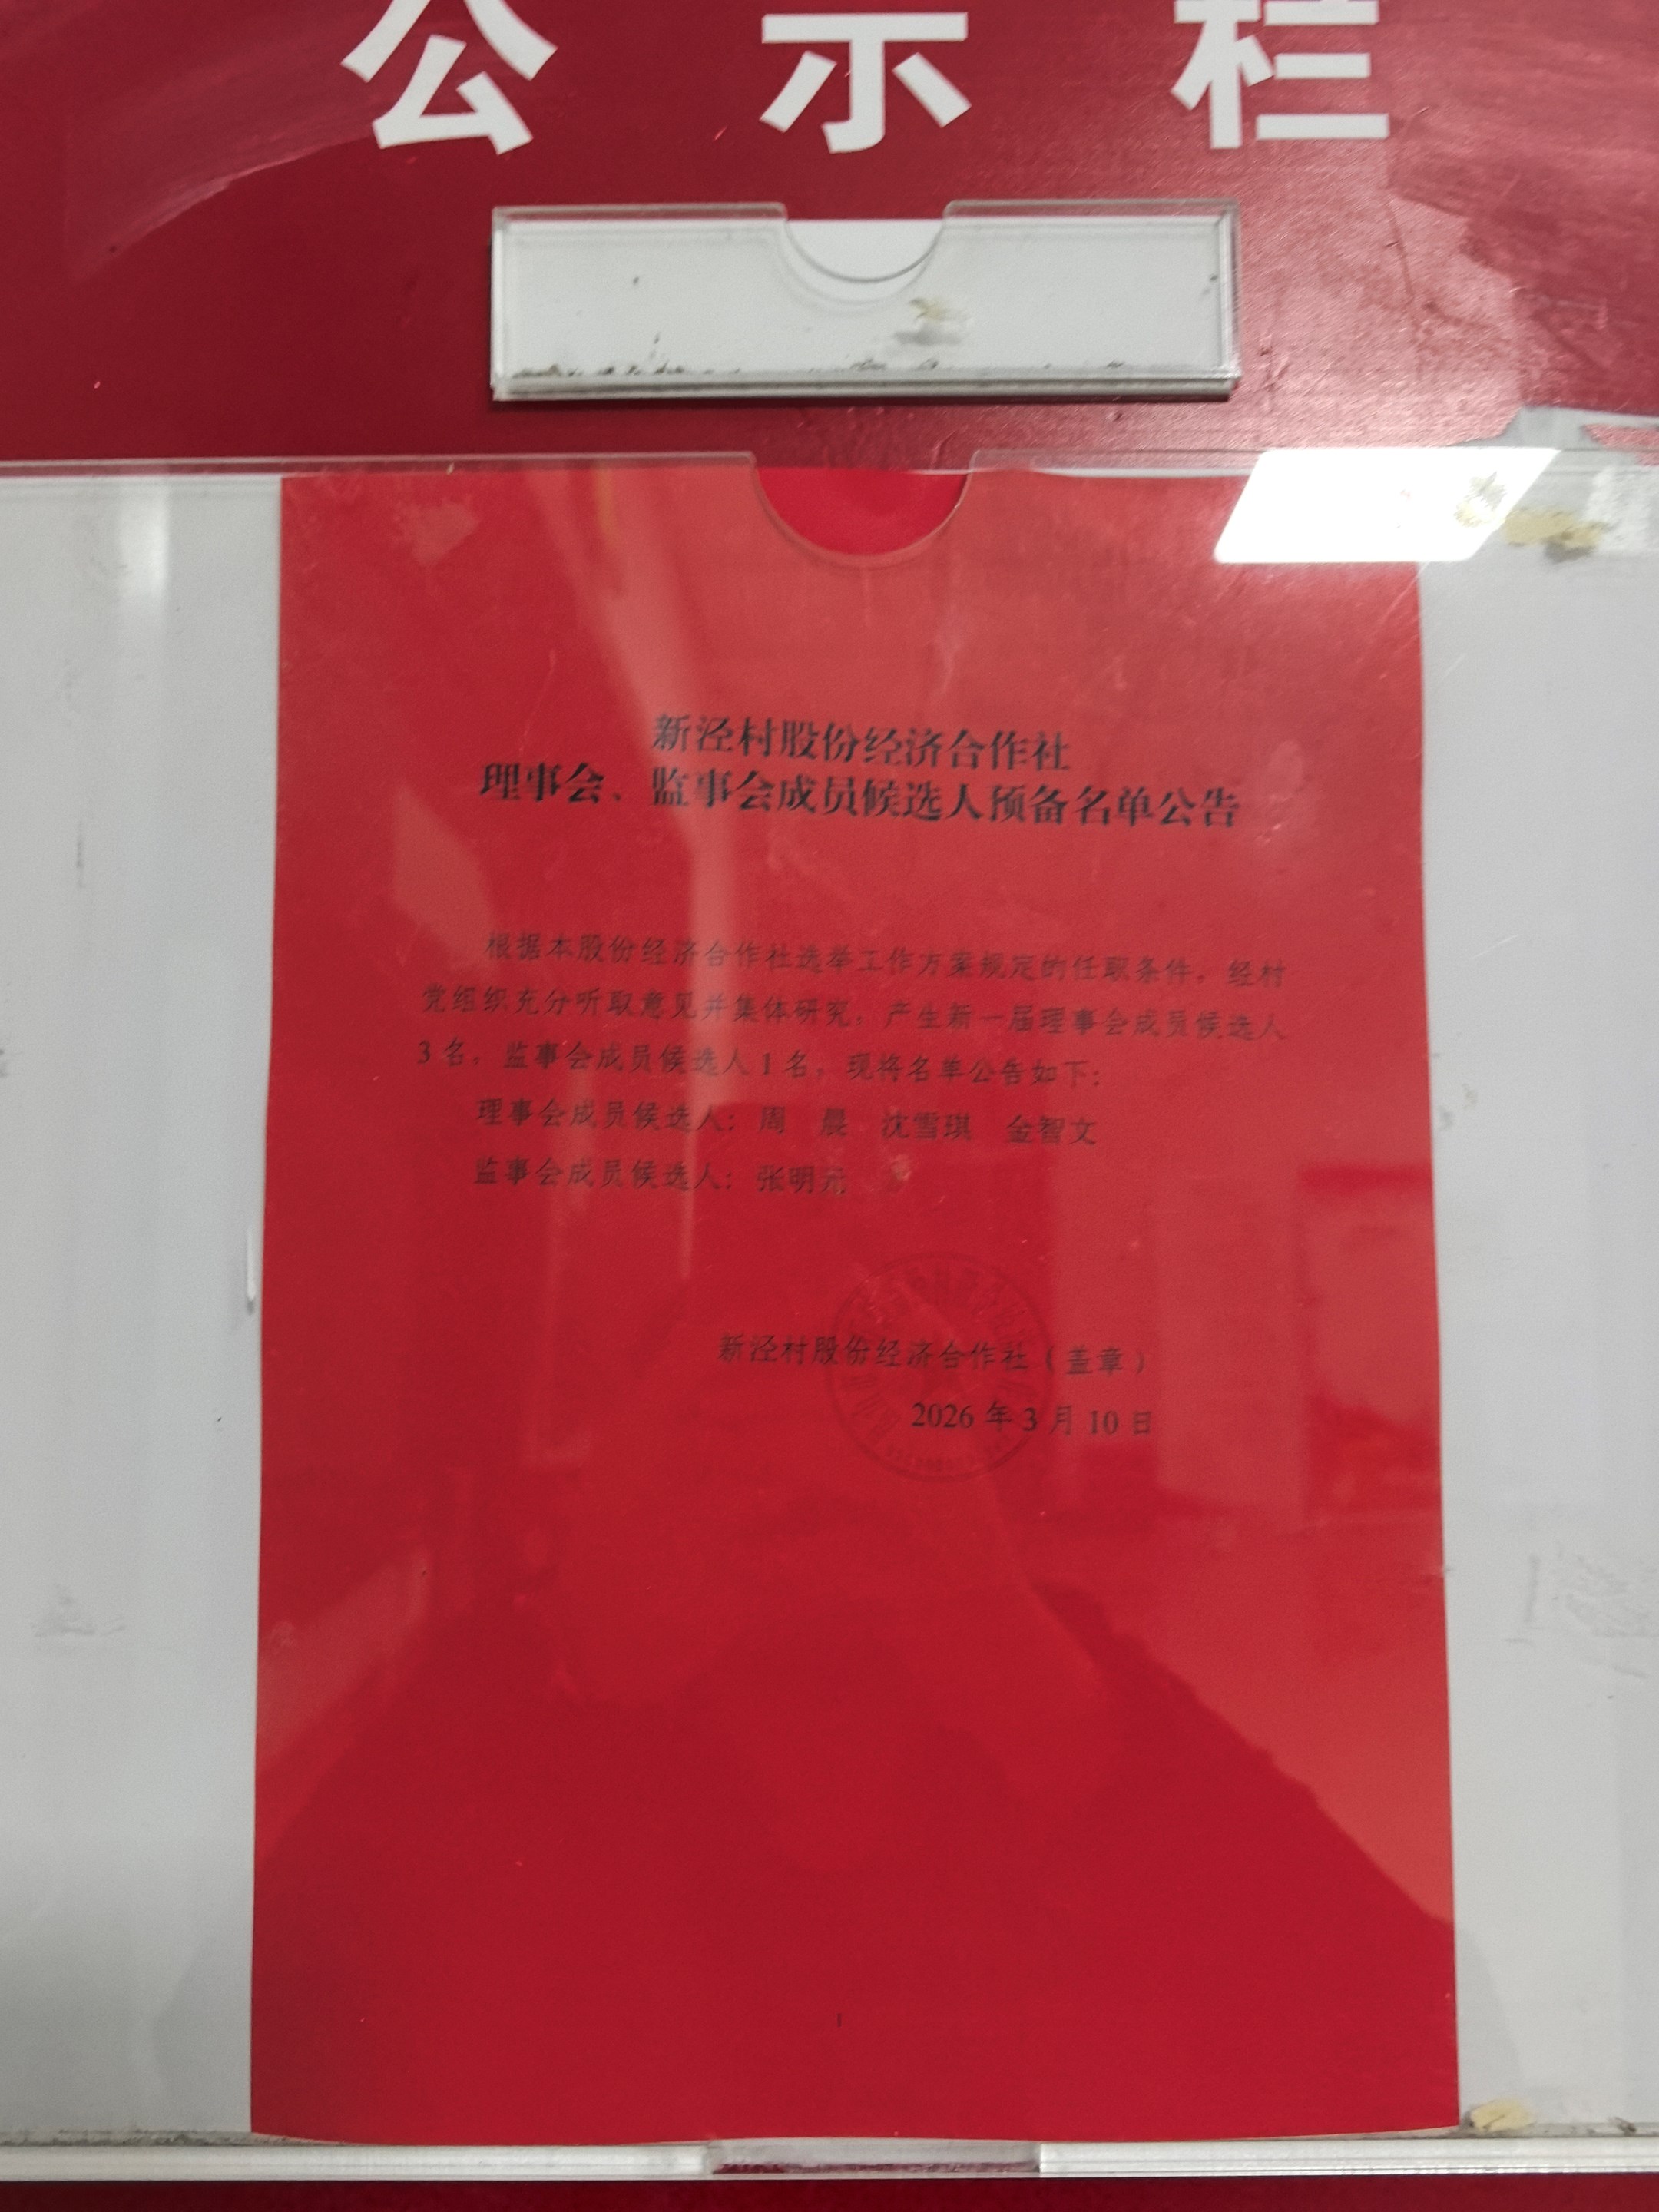 公示栏
新泾村股份经济合作社
理事会、监事会成员候选人预备名单公告
根据本股份经济合作社选举工作方案规定的任职条件，经村
党组织充分听取意见并集体研究，产生新一届理事会成员候选人
3名，监事会成员候选人1名，现将名单公告如下：
理事会成员候选人：周 晨 沈雪琪 金智文
监事会成员候选人：张明元
新泾村股份经济合作社（盖章）
2026年3月10日
1